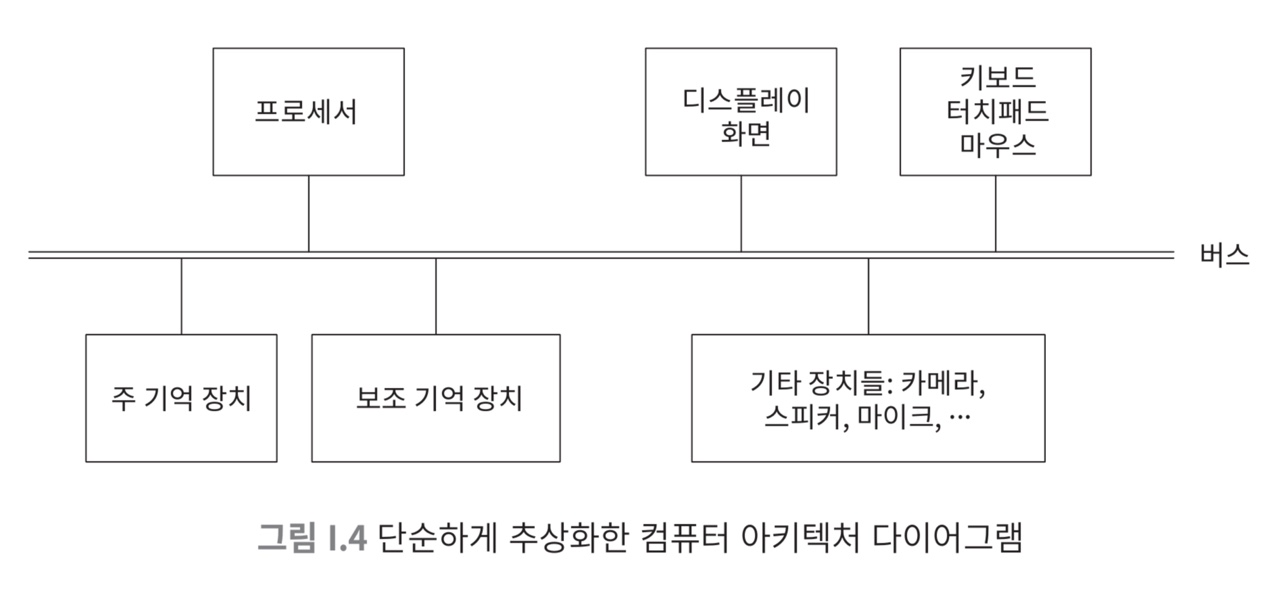 프로세서
디스플레이
화면
키보드
터치패드
마우스
버스
주 기억 장치
보조 기억 장치
기타 장치들: 카메라,
스피커, 마이크, ···
그림 I.4 단순하게 추상화한 컴퓨터 아키텍처 다이어그램